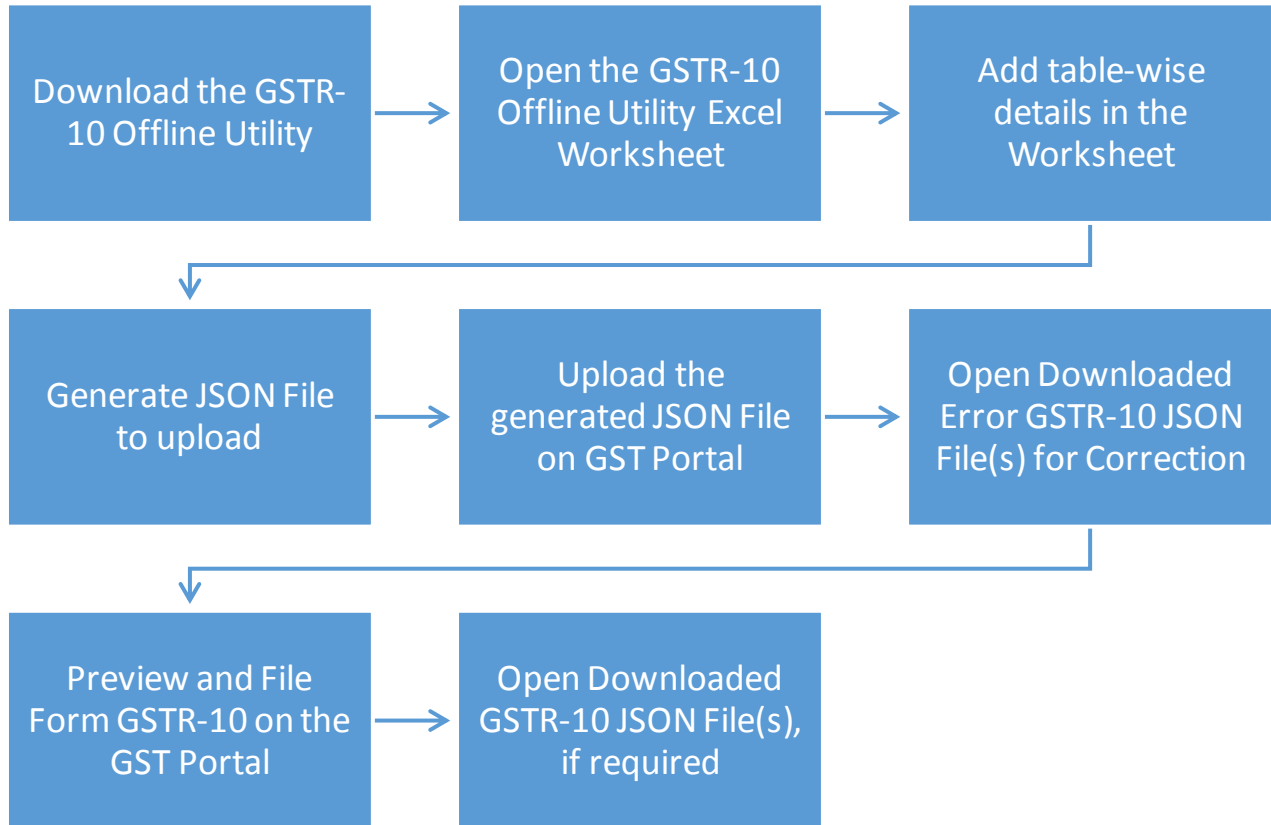 Download the GSTR-
10 Offline Utility
Open the GSTR-10
Offline Utility Excel
Worksheet
Add table-wise
details in the
Worksheet
Generate JSON File
to upload
Upload the
generated JSON File
on GST Portal
Open Downloaded
Error GSTR-10 JSON
File(s) for Correction
Preview and File
Form GSTR-10 on the
GST Portal
Open Downloaded
GSTR-10 JSON File(s),
if required